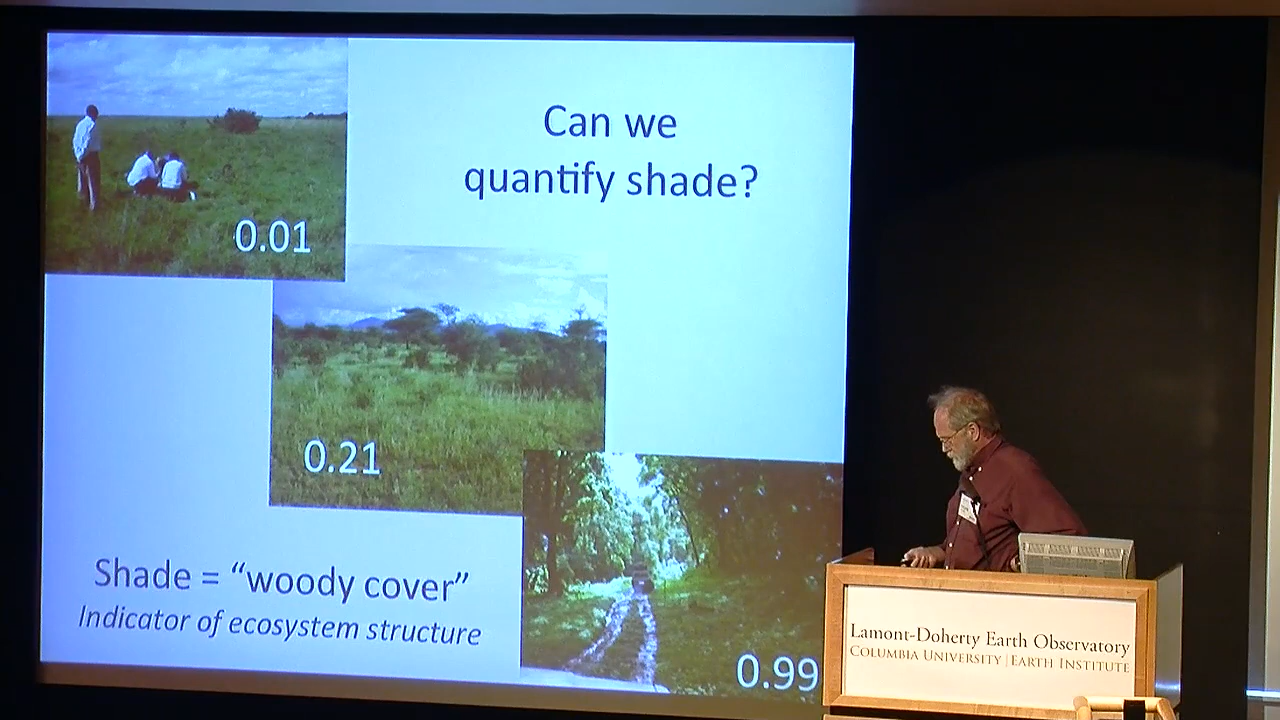 Can we
quantify shade?
0.01
0.21
0.99
Shade = “woody cover”
Indicator of ecosystem structure
Lamont-Doherty Earth Observatory
COLUMBIA UNIVERSITY | EARTH INSTITUTE